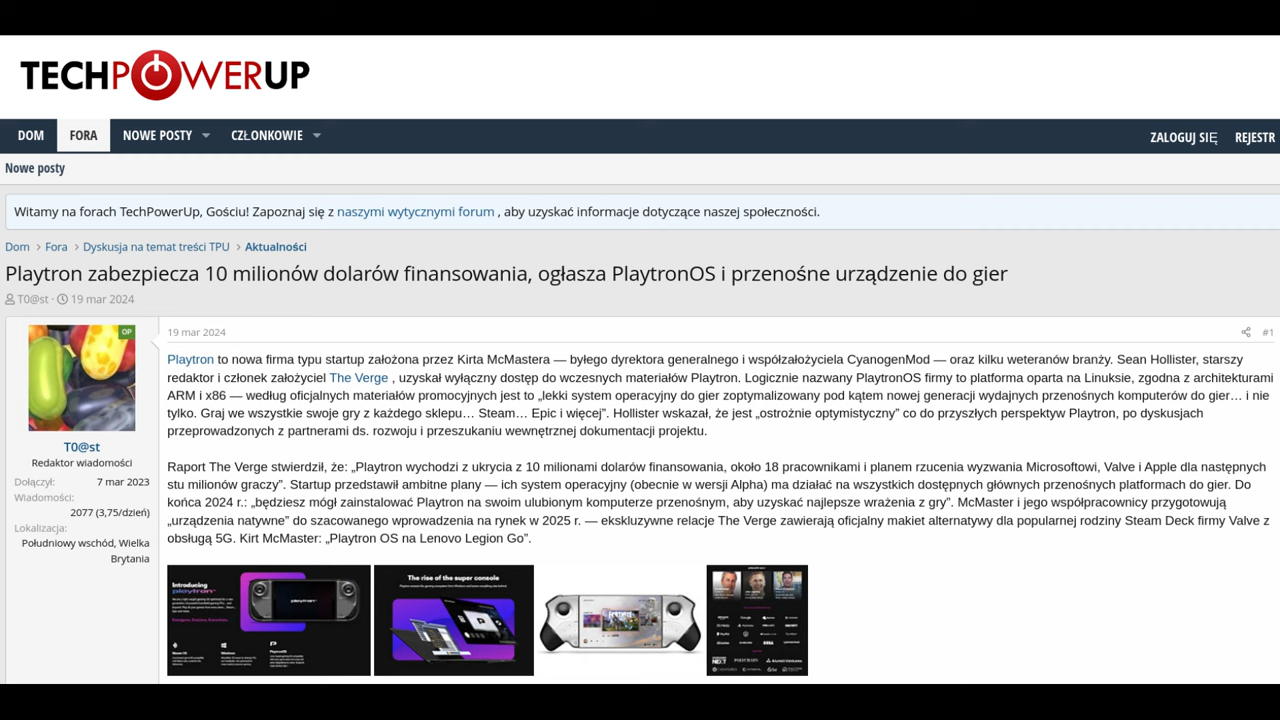 TECHPOWERUP
DOM FORA NOWE POSTY CZŁONKOWIE ZALOGUJ SIĘ REJESTR
Nowe posty
Witamy na forach TechPowerUp, Gościu! Zapoznaj się z naszymi wytycznymi forum , aby uzyskać informacje dotyczące naszej społeczności.
Dom > Fora > Dyskusja na temat treści TPU > Aktualności
Playtron zabezpiecza 10 milionów dolarów finansowania, ogłasza PlaytronOS i przenośne urządzenie do gier
T0@st · 19 mar 2024
OP
T0@st
Redaktor wiadomości
Dołączył: 7 mar 2023
Wiadomości:
2077 (3,75/dzień)
Lokalizacja:
Południowy wschód, Wielka
Brytania
19 mar 2024 #1
Playtron to nowa firma typu startup założona przez Kirta McMastera — byłego dyrektora generalnego i współzałożyciela CyanogenMod — oraz kilku weteranów branży. Sean Hollister, starszy
redaktor i członek założyciel The Verge , uzyskał wyłączny dostęp do wczesnych materiałów Playtron. Logicznie nazwany PlaytronOS firmy to platforma oparta na Linuksie, zgodna z architekturami
ARM i x86 — według oficjalnych materiałów promocyjnych jest to „lekki system operacyjny do gier zoptymalizowany pod kątem nowej generacji wydajnych przenośnych komputerów do gier… i nie
tylko. Graj we wszystkie swoje gry z każdego sklepu… Steam… Epic i więcej”. Hollister wskazał, że jest „ostrożnie optymistyczny” co do przyszłych perspektyw Playtron, po dyskusjach
przeprowadzonych z partnerami ds. rozwoju i przeszukaniu wewnętrznej dokumentacji projektu.
Raport The Verge stwierdził, że: „Playtron wychodzi z ukrycia z 10 milionami dolarów finansowania, około 18 pracownikami i planem rzucenia wyzwania Microsoftowi, Valve i Apple dla następnych
stu milionów graczy”. Startup przedstawił ambitne plany — ich system operacyjny (obecnie w wersji Alpha) ma działać na wszystkich dostępnych głównych przenośnych platformach do gier. Do
końca 2024 r.: „będziesz mógł zainstalować Playtron na swoim ulubionym komputerze przenośnym, aby uzyskać najlepsze wrażenia z gry”. McMaster i jego współpracownicy przygotowują
„urządzenia natywne” do szacowanego wprowadzenia na rynek w 2025 r. — ekskluzywne relacje The Verge zawierają oficjalny makiet alternatywy dla popularnej rodziny Steam Deck firmy Valve z
obsługą 5G. Kirt McMaster: „Playtron OS na Lenovo Legion Go”.
Introducing
playtron
playtron
The rise of the super console